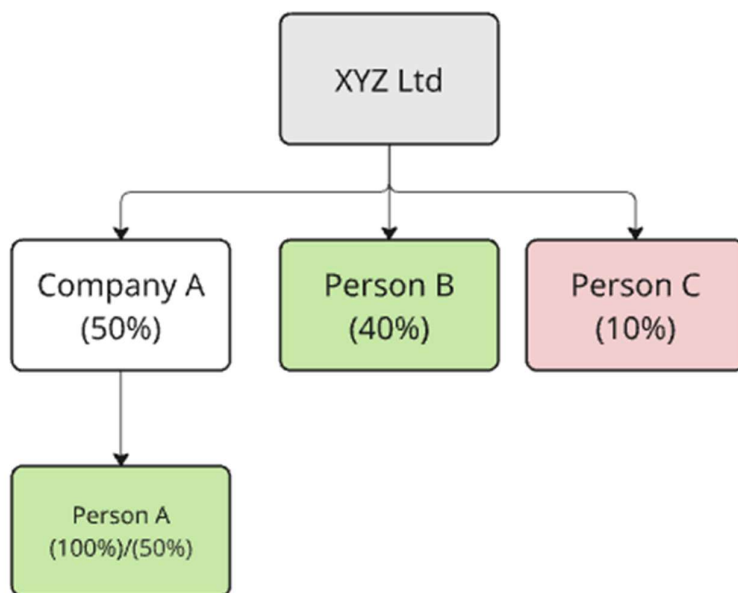 XYZ Ltd
Company A
(50%)
Person B
(40%)
Person C
(10%)
Person A
(100%)/(50%)